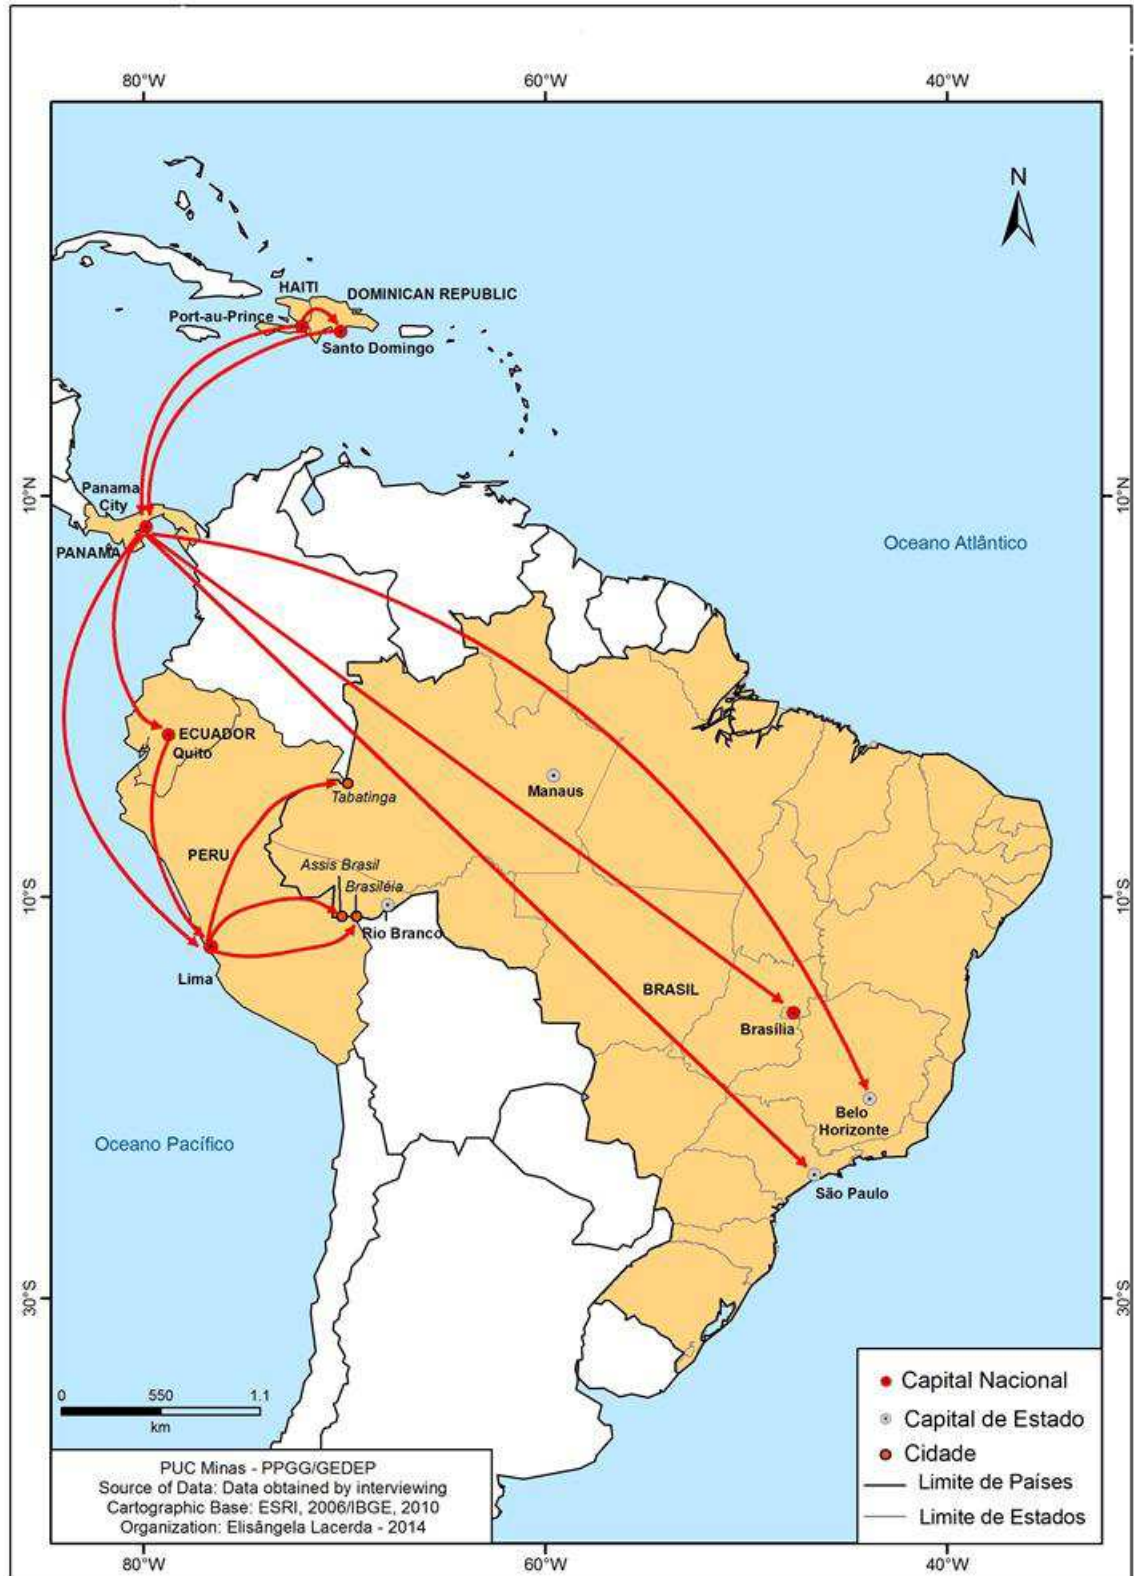 80°W
60°W
40°W
N
HAITI
DOMINICAN REPUBLIC
Port-au-Prince
Santo Domingo
Panama
City
10°N
10°N
PANAMÁ
Oceano Atlântico
ECUADOR
Quito
Manaus
Tabatinga
PERU
Assis Brasil
Brasiléia
10°S
10°S
Rio Branco
Lima
BRASIL
Brasília
Belo
Horizonte
Oceano Pacífico
São Paulo
30°S
30°S
0
550
1.1
km
Capital Nacional
Capital de Estado
Cidade
Limite de Países
Limite de Estados
PUC Minas - PPGG/GEDEP
Source of Data: Data obtained by interviewing
Cartographic Base: ESRI, 2006/IBGE, 2010
Organization: Elisângela Lacerda - 2014
80°W
60°W
40°W